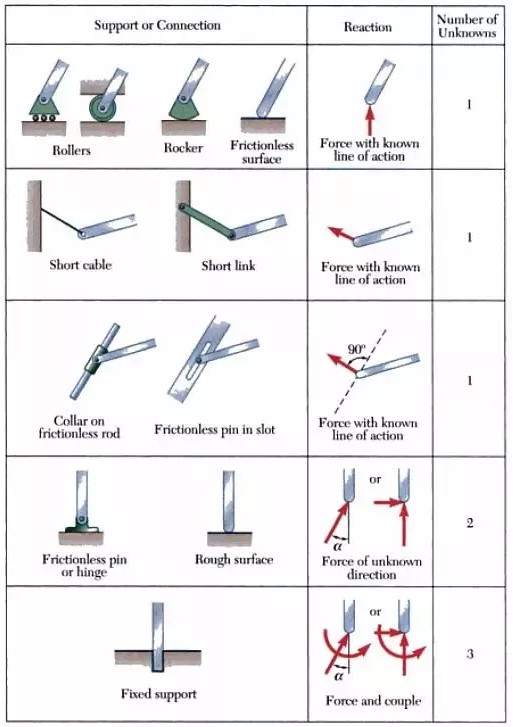 Support or Connection
Reaction
Number of
Unknowns
Rollers
Rocker
Frictionless
surface
Force with known
line of action
1
Short cable
Short link
Force with known
line of action
1
90°
Collar on
frictionless rod
Frictionless pin in slot
Force with known
line of action
1
or
α
Frictionless pin
or hinge
Rough surface
Force of unknown
direction
2
or
α
Fixed support
Force and couple
3